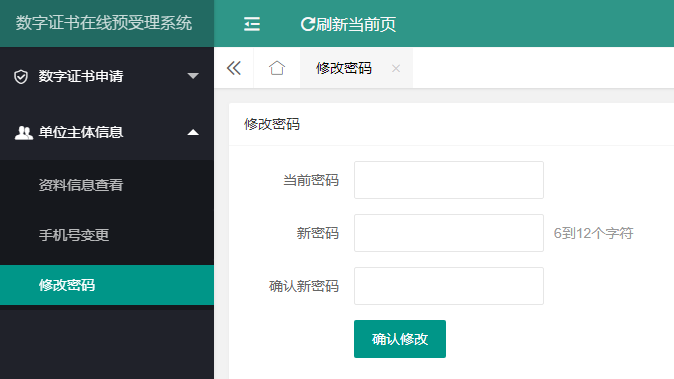 数字证书在线预受理系统
刷新当前页
数字证书申请
单位主体信息
资料信息查看
手机号变更
修改密码
修改密码
修改密码
当前密码
新密码
6到12个字符
确认新密码
确认修改